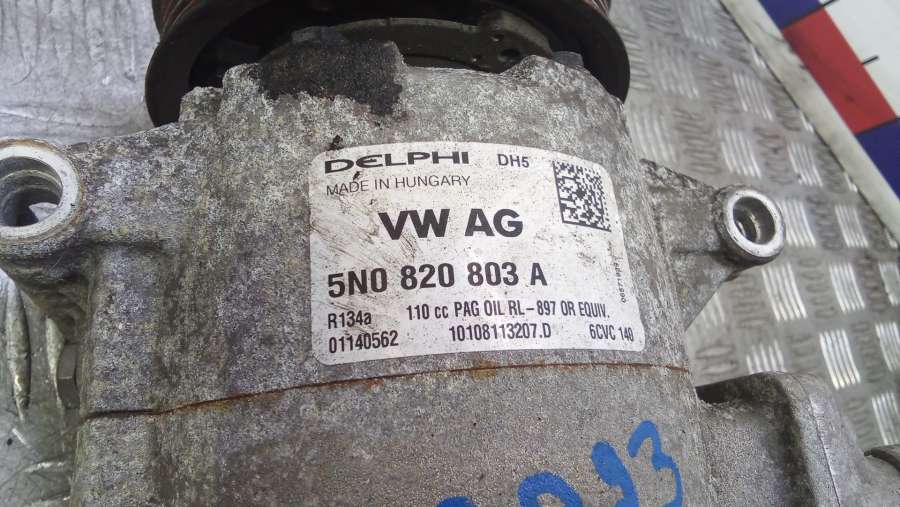 DELPHI DH5
MADE IN HUNGARY
VW AG
5N0 820 803 A
R134a 110 cc PAG OIL RL-897 OR EQUIV.
01140562 10108113207.D 6CVC 140